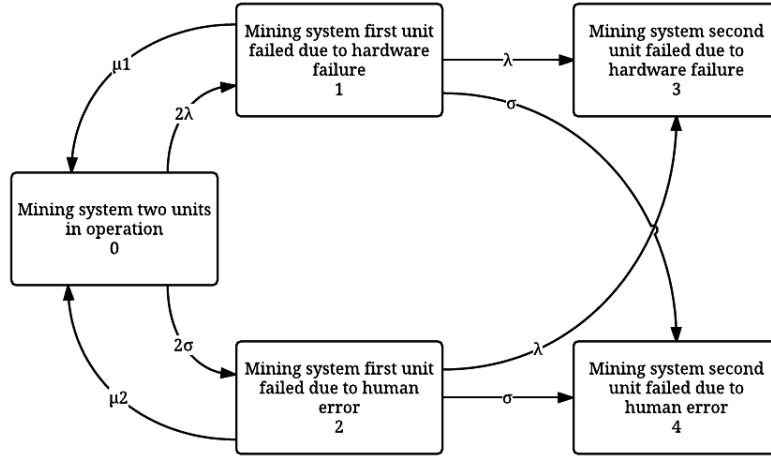 Mining system first unit
failed due to hardware
failure
1
Mining system second
unit failed due to
hardware failure
3
μ1
λ
σ
2λ
Mining system two units
in operation
0
2σ
λ
μ2
Mining system first unit
failed due to human
error
2
σ
Mining system second
unit failed due to
human error
4